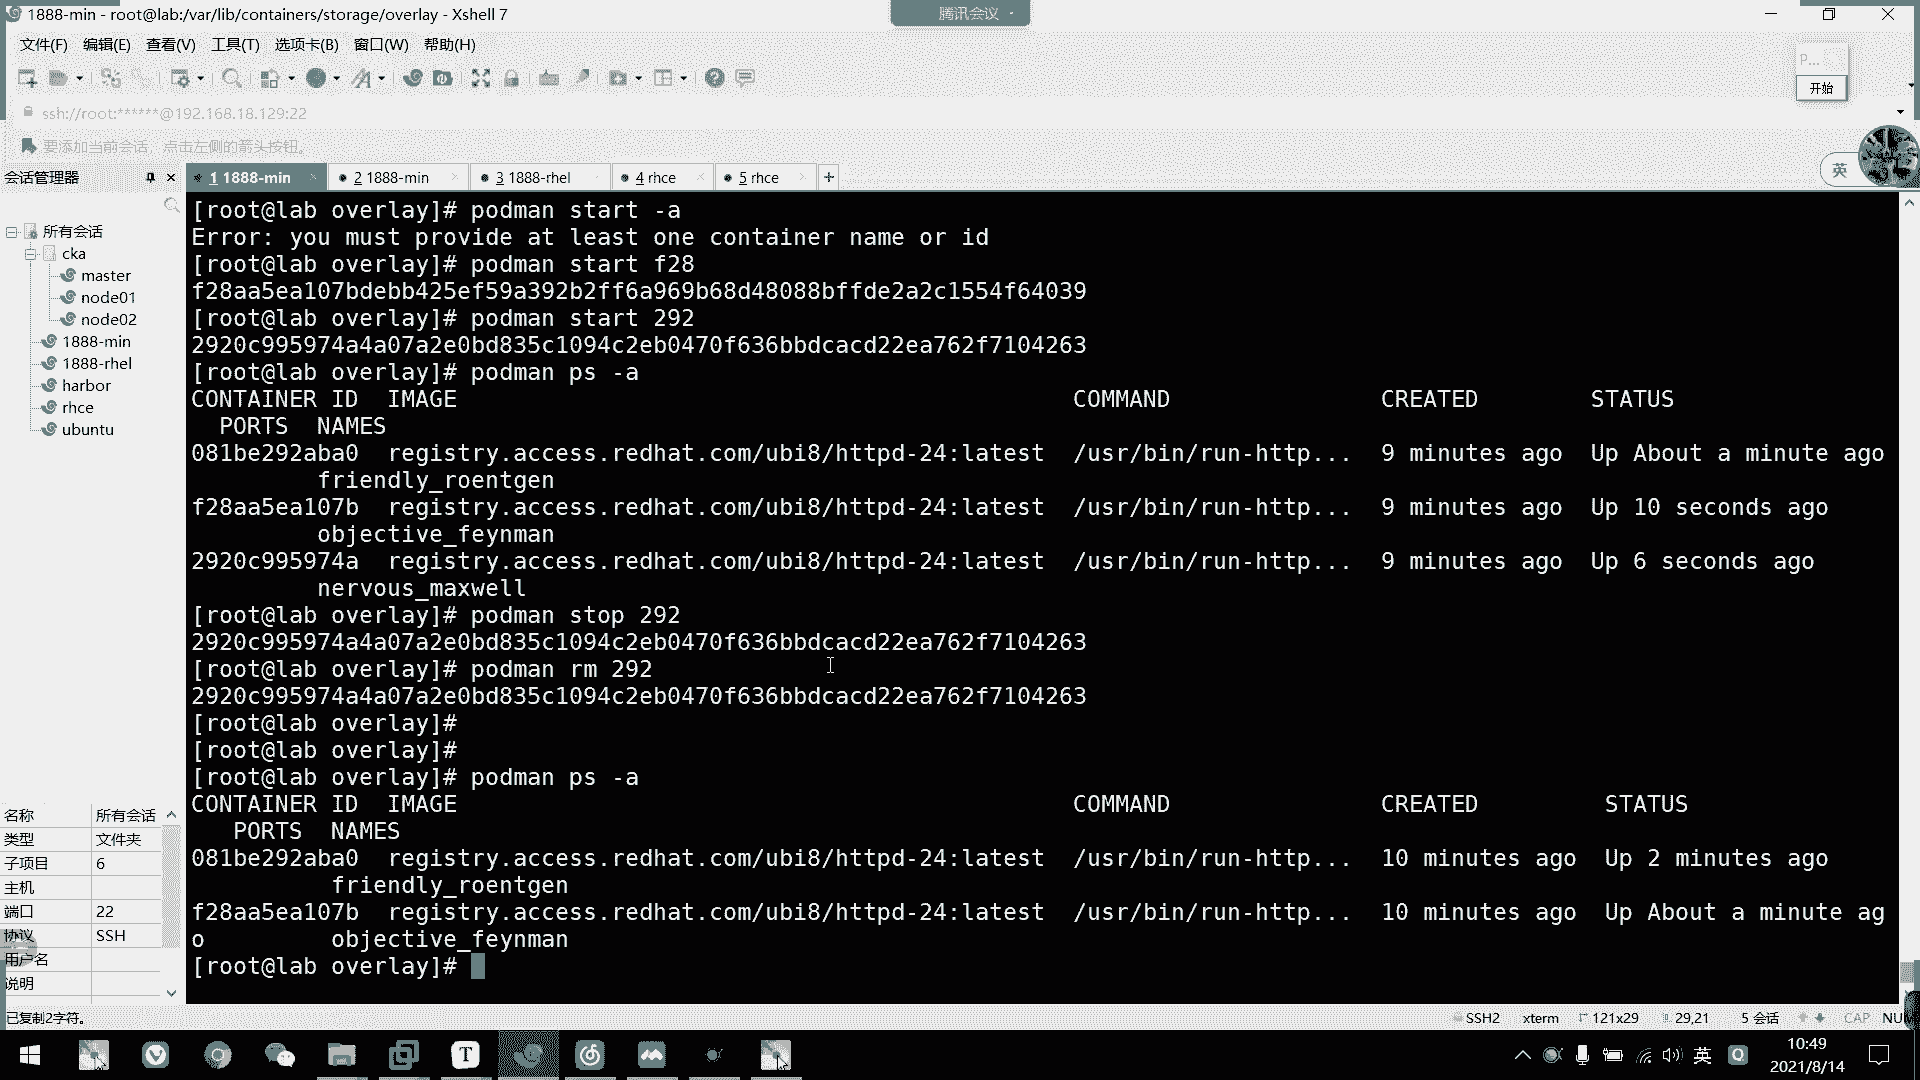 1888-min - root@lab:/var/lib/containers/storage/overlay - Xshell 7
腾讯会议
文件(F) 编辑(E) 查看(V) 工具(T) 选项卡(B) 窗口(W) 帮助(H)
P...
开始
ssh://root:******@192.168.18.129:22
要添加当前会话，点击左侧的箭头按钮。
英
会话管理器
1 1888-min
2 1888-min
3 1888-rhel
4 rhce
5 rhce
所有会话
cka
master
node01
node02
1888-min
1888-rhel
harbor
rhce
ubuntu
[root@lab overlay]# podman start -a
Error: you must provide at least one container name or id
[root@lab overlay]# podman start f28
f28aa5ea107bdebb425ef59a392b2ff6a969b68d48088bffde2a2c1554f64039
[root@lab overlay]# podman start 292
2920c995974a4a07a2e0bd835c1094c2eb0470f636bbdcacd22ea762f7104263
[root@lab overlay]# podman ps -a
CONTAINER ID  IMAGE  COMMAND  CREATED  STATUS
PORTS  NAMES
081be292aba0  registry.access.redhat.com/ubi8/httpd-24:latest  /usr/bin/run-http...  9 minutes ago  Up About a minute ago
friendly_roentgen
f28aa5ea107b  registry.access.redhat.com/ubi8/httpd-24:latest  /usr/bin/run-http...  9 minutes ago  Up 10 seconds ago
objective_feynman
2920c995974a  registry.access.redhat.com/ubi8/httpd-24:latest  /usr/bin/run-http...  9 minutes ago  Up 6 seconds ago
nervous_maxwell
[root@lab overlay]# podman stop 292
2920c995974a4a07a2e0bd835c1094c2eb0470f636bbdcacd22ea762f7104263
[root@lab overlay]# podman rm 292
2920c995974a4a07a2e0bd835c1094c2eb0470f636bbdcacd22ea762f7104263
[root@lab overlay]#
[root@lab overlay]#
[root@lab overlay]# podman ps -a
CONTAINER ID  IMAGE  COMMAND  CREATED  STATUS
PORTS  NAMES
081be292aba0  registry.access.redhat.com/ubi8/httpd-24:latest  /usr/bin/run-http...  10 minutes ago  Up 2 minutes ago
friendly_roentgen
f28aa5ea107b  registry.access.redhat.com/ubi8/httpd-24:latest  /usr/bin/run-http...  10 minutes ago  Up About a minute ag
o  objective_feynman
[root@lab overlay]#
名称 所有会话
类型 文件夹
子项目 6
主机
端口 22
协议 SSH
用户名
说明
已复制2字符。
SSH2 xterm 121x29 29,21 5 会话 CAP NUM
T
英
Q
10:49
2021/8/14